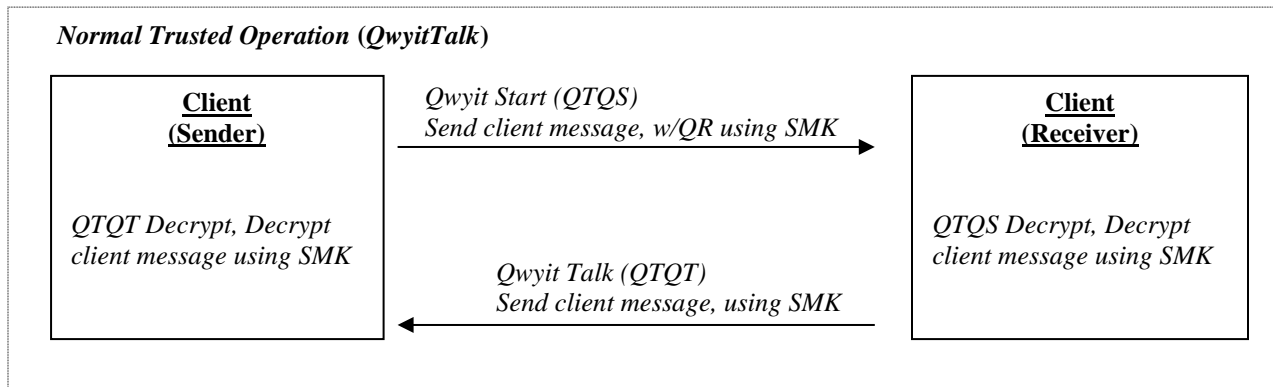 Normal Trusted Operation (QwyitTalk)
Client
(Sender)
QTQT Decrypt, Decrypt
client message using SMK
Qwyit Start (QTQS)
Send client message, w/QR using SMK
Qwyit Talk (QTQT)
Send client message, using SMK
Client
(Receiver)
QTQS Decrypt, Decrypt
client message using SMK